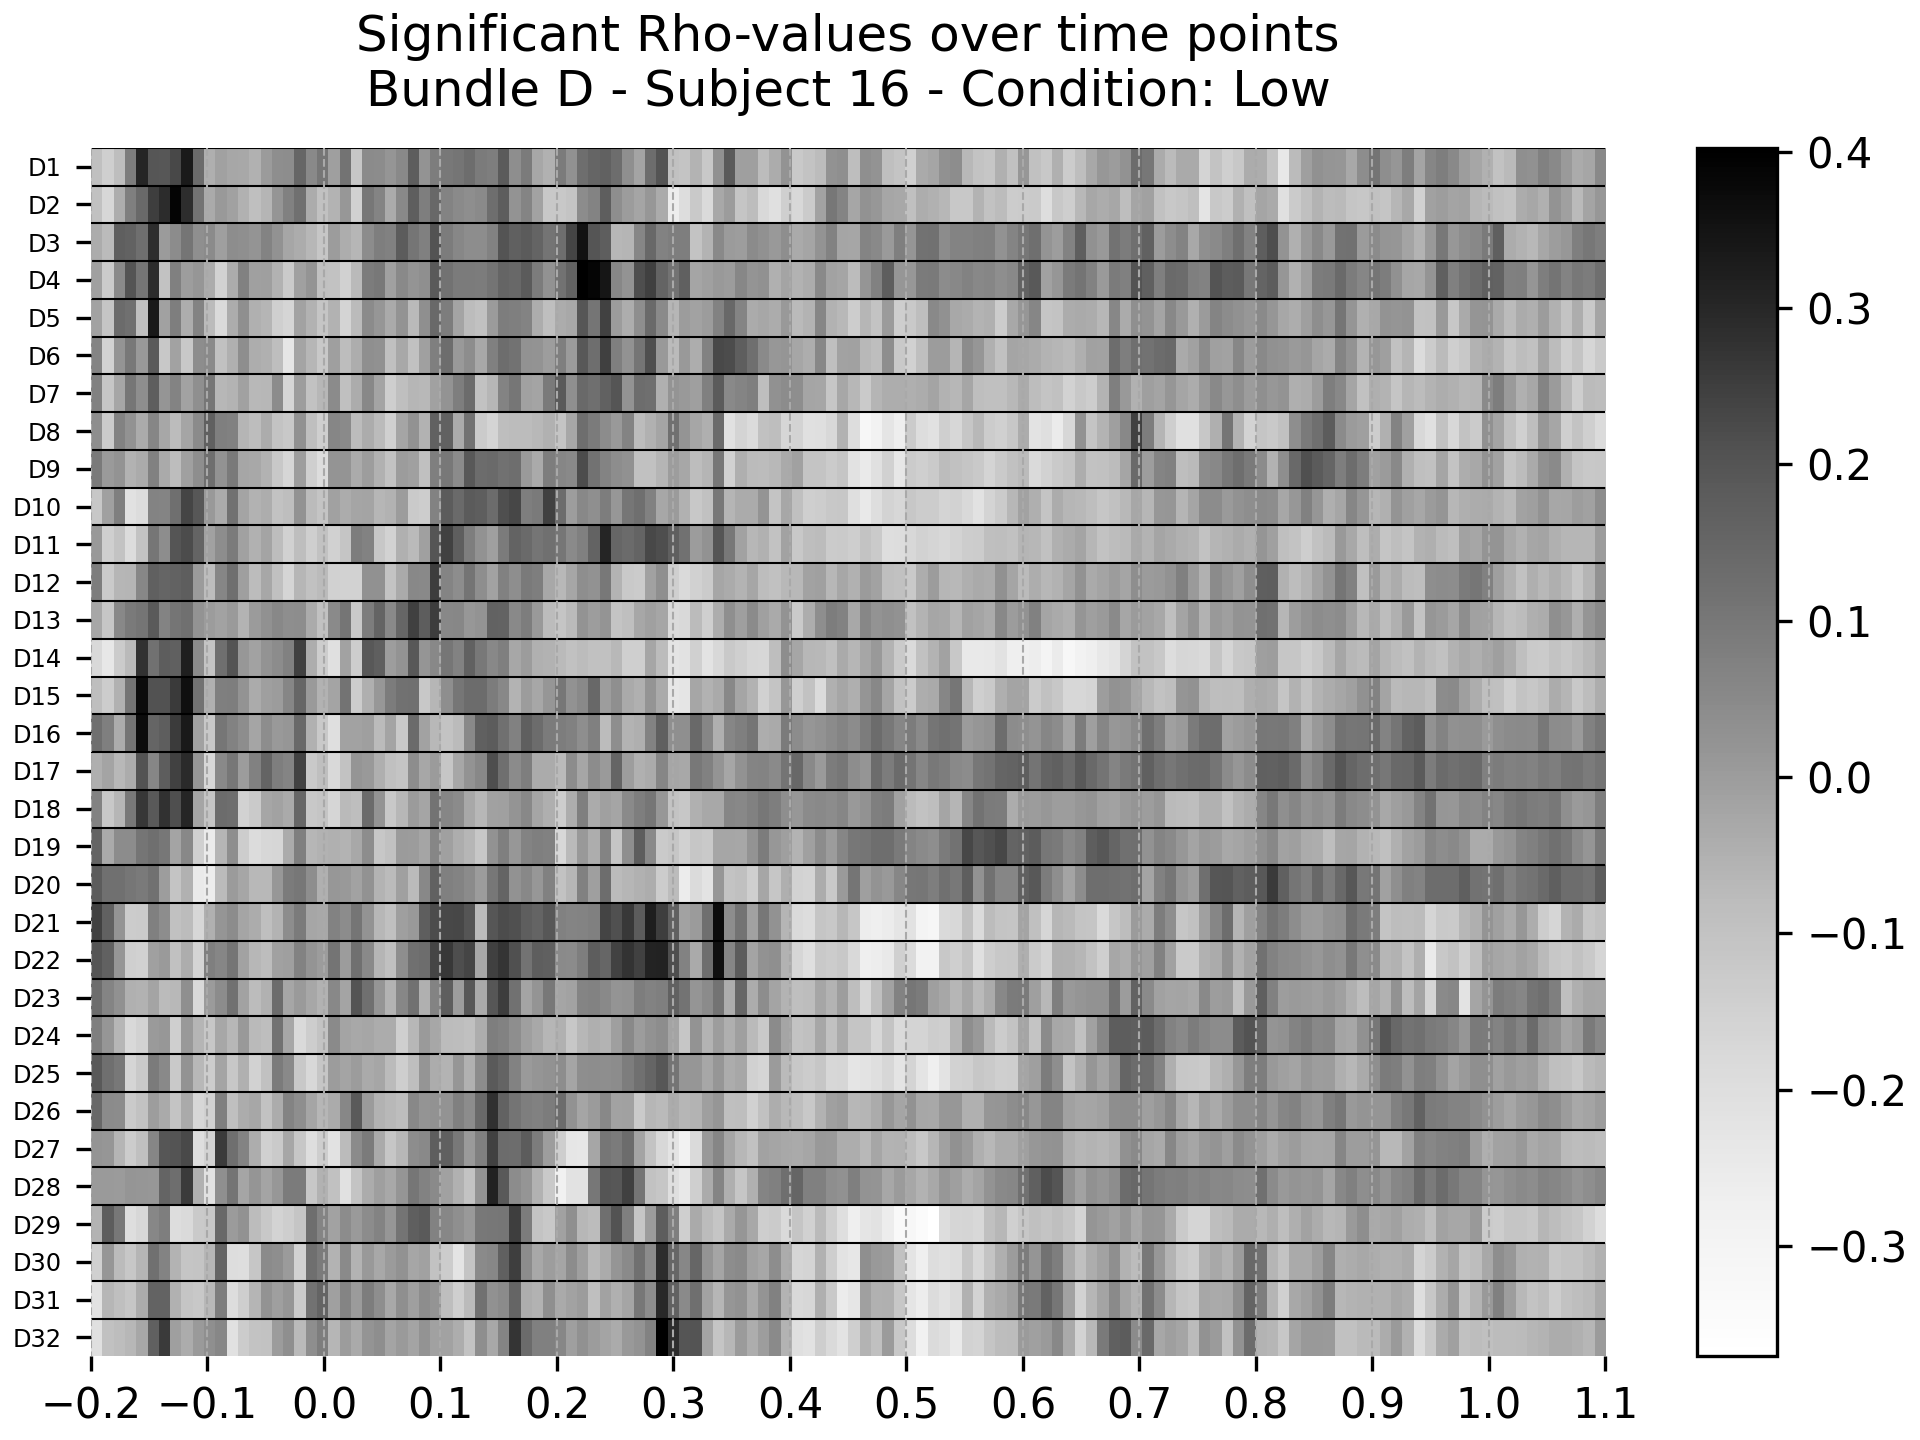 Significant Rho-values over time points
Bundle D - Subject 16 - Condition: Low
D1
D2
D3
D4
D5
D6
D7
D8
D9
D10
D11
D12
D13
D14
D15
D16
D17
D18
D19
D20
D21
D22
D23
D24
D25
D26
D27
D28
D29
D30
D31
D32
−0.2 −0.1 0.0 0.1 0.2 0.3 0.4 0.5 0.6 0.7 0.8 0.9 1.0 1.1
0.4
0.3
0.2
0.1
0.0
−0.1
−0.2
−0.3